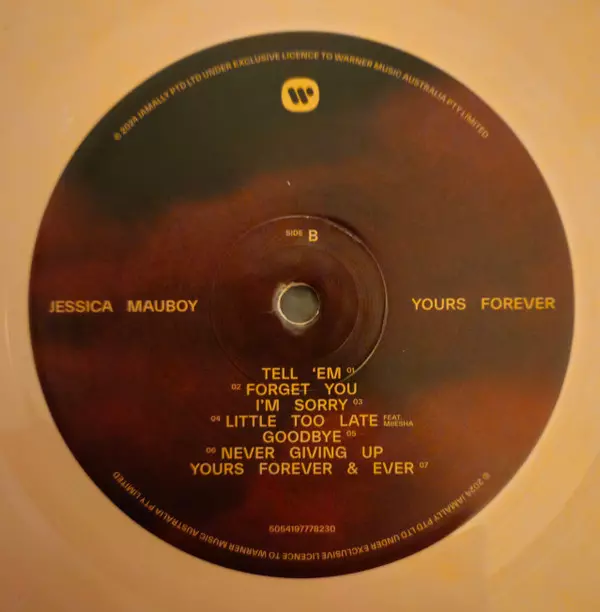 ℗ 2024 JAMALLY PTD LTD UNDER EXCLUSIVE LICENCE TO WARNER MUSIC AUSTRALIA PTY LIMITED
SIDE B
JESSICA MAUBOY
YOURS FOREVER
TELL 'EM 01
02 FORGET YOU
I'M SORRY 03
04 LITTLE TOO LATE FEAT. MIIESHA
GOODBYE 05
06 NEVER GIVING UP
YOURS FOREVER & EVER 07
5054197778230
© 2024 JAMALLY PTD LTD UNDER EXCLUSIVE LICENCE TO WARNER MUSIC AUSTRALIA PTY LIMITED